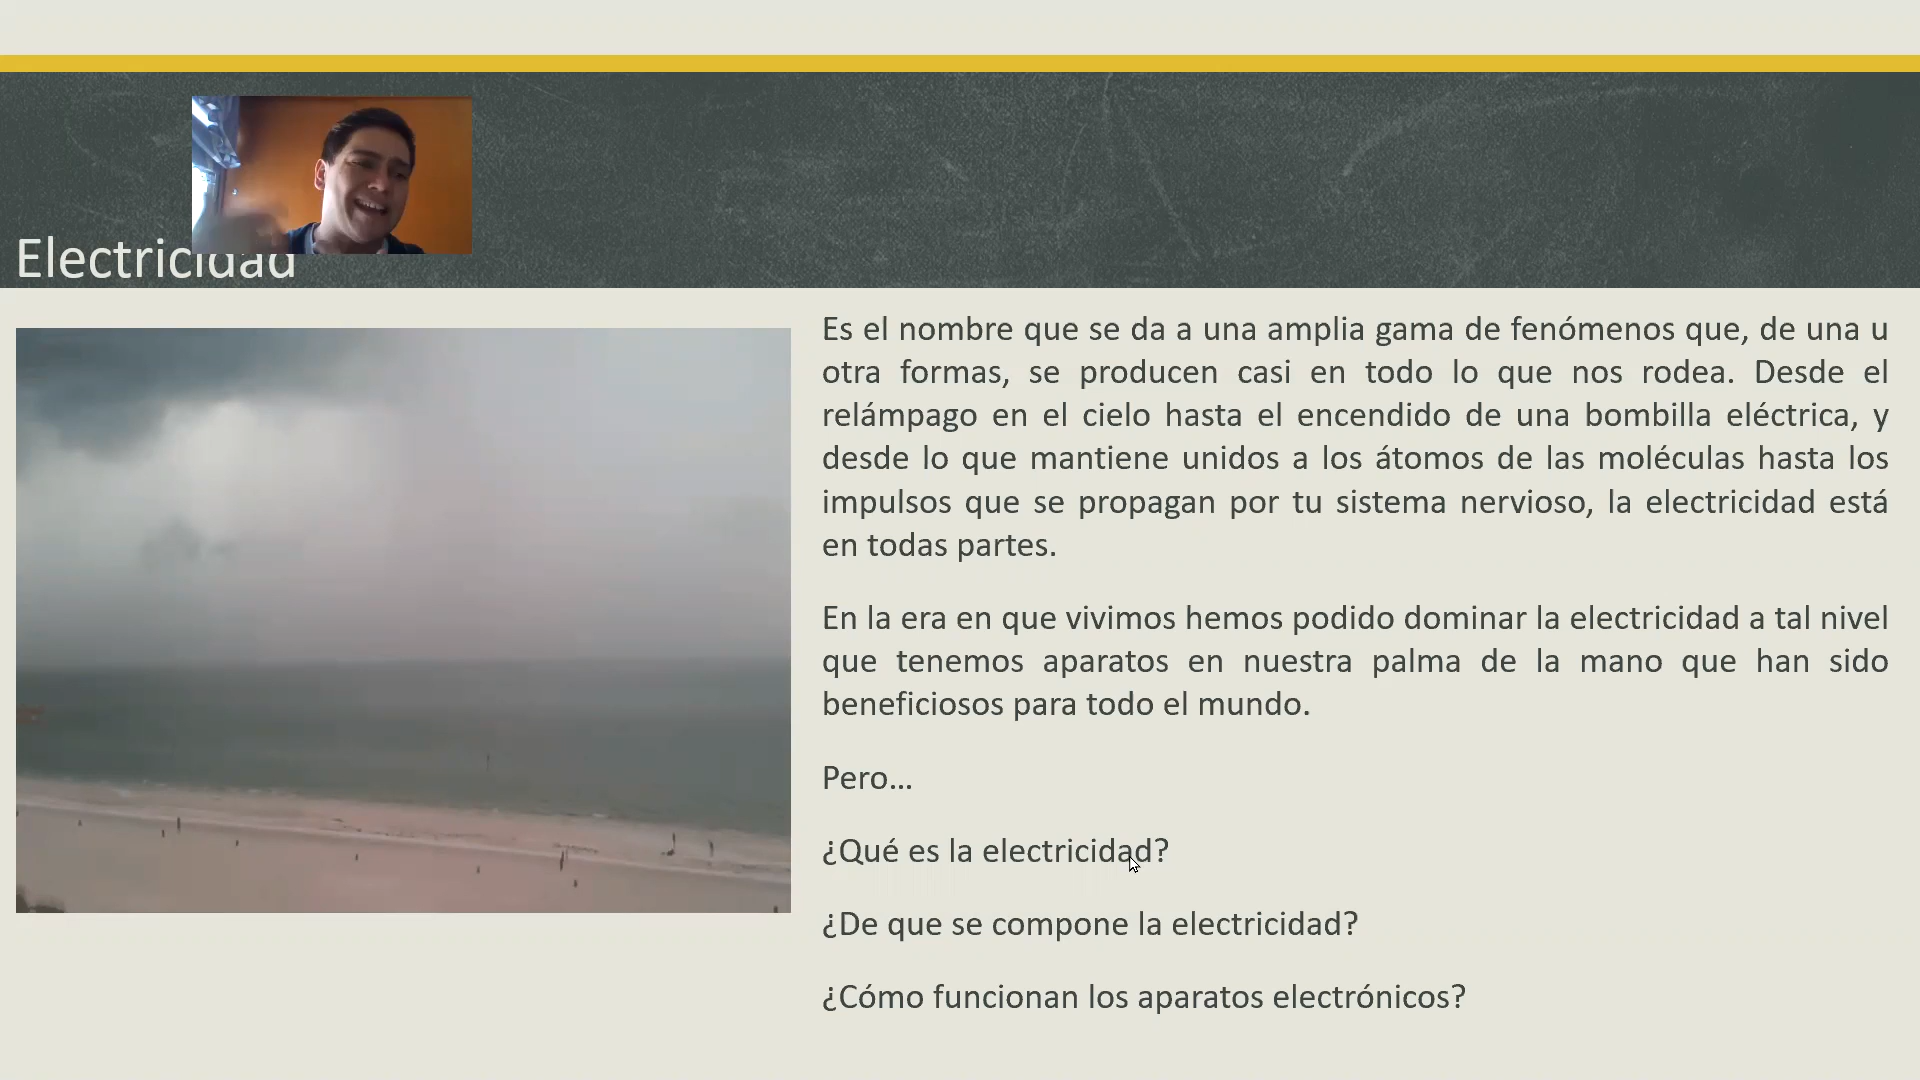 Electricidad
Es el nombre que se da a una amplia gama de fenómenos que, de una u
otra formas, se producen casi en todo lo que nos rodea. Desde el
relámpago en el cielo hasta el encendido de una bombilla eléctrica, y
desde lo que mantiene unidos a los átomos de las moléculas hasta los
impulsos que se propagan por tu sistema nervioso, la electricidad está
en todas partes.
En la era en que vivimos hemos podido dominar la electricidad a tal nivel
que tenemos aparatos en nuestra palma de la mano que han sido
beneficiosos para todo el mundo.
Pero...
¿Qué es la electricidad?
¿De que se compone la electricidad?
¿Cómo funcionan los aparatos electrónicos?